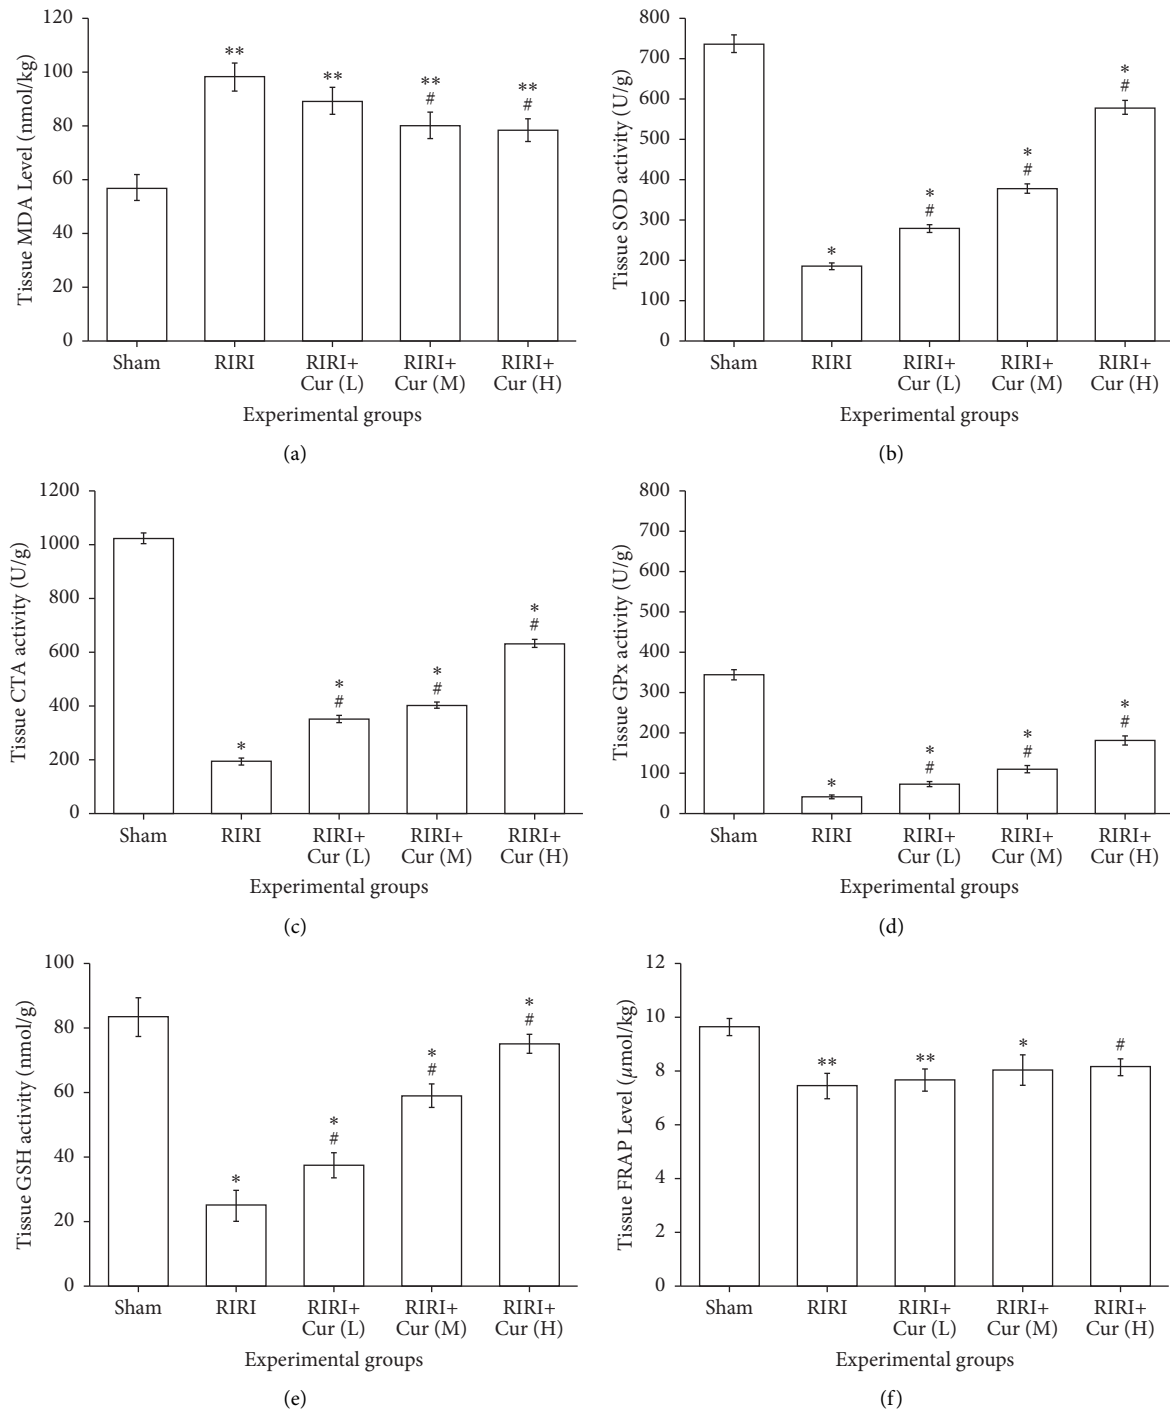 120
100
80
60
40
20
0
Tissue MDA Level (nmol/kg)
**
**
**
#
**
#
Sham
RIRI
RIRI+
Cur (L)
RIRI+
Cur (M)
RIRI+
Cur (H)
Experimental groups
(a)
800
700
600
500
400
300
200
100
0
Tissue SOD activity (U/g)
*
*
#
*
#
*
#
Sham
RIRI
RIRI+
Cur (L)
RIRI+
Cur (M)
RIRI+
Cur (H)
Experimental groups
(b)
1200
1000
800
600
400
200
0
Tissue CTA activity (U/g)
*
*
#
*
#
*
#
Sham
RIRI
RIRI+
Cur (L)
RIRI+
Cur (M)
RIRI+
Cur (H)
Experimental groups
(c)
800
700
600
500
400
300
200
100
0
Tissue GPx activity (U/g)
*
*
#
*
#
*
#
Sham
RIRI
RIRI+
Cur (L)
RIRI+
Cur (M)
RIRI+
Cur (H)
Experimental groups
(d)
100
80
60
40
20
0
Tissue GSH activity (nmol/g)
*
*
#
*
#
*
#
Sham
RIRI
RIRI+
Cur (L)
RIRI+
Cur (M)
RIRI+
Cur (H)
Experimental groups
(e)
12
10
8
6
4
2
0
Tissue FRAP Level (μmol/kg)
**
**
*
#
Sham
RIRI
RIRI+
Cur (L)
RIRI+
Cur (M)
RIRI+
Cur (H)
Experimental groups
(f)